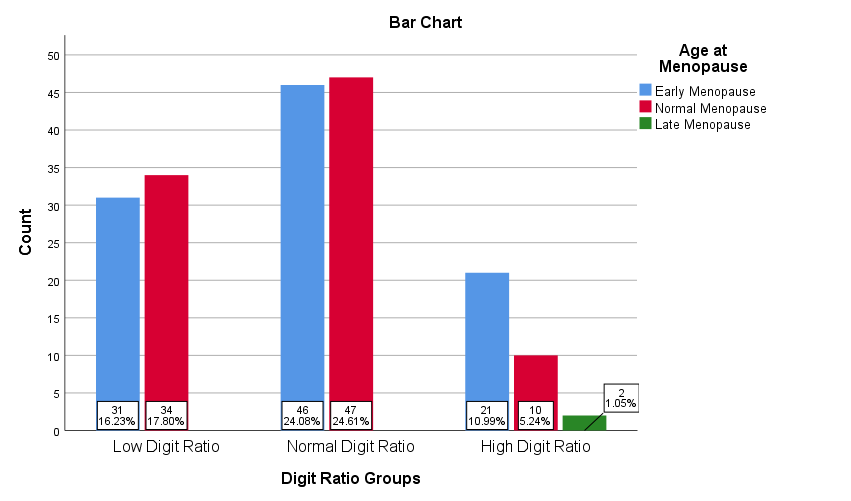 Bar Chart
Age at
Menopause
Early Menopause
Normal Menopause
Late Menopause
Count
50
45
40
35
30
25
20
15
10
5
0
31
16.23%
34
17.80%
46
24.08%
47
24.61%
21
10.99%
10
5.24%
2
1.05%
Low Digit Ratio
Normal Digit Ratio
High Digit Ratio
Digit Ratio Groups